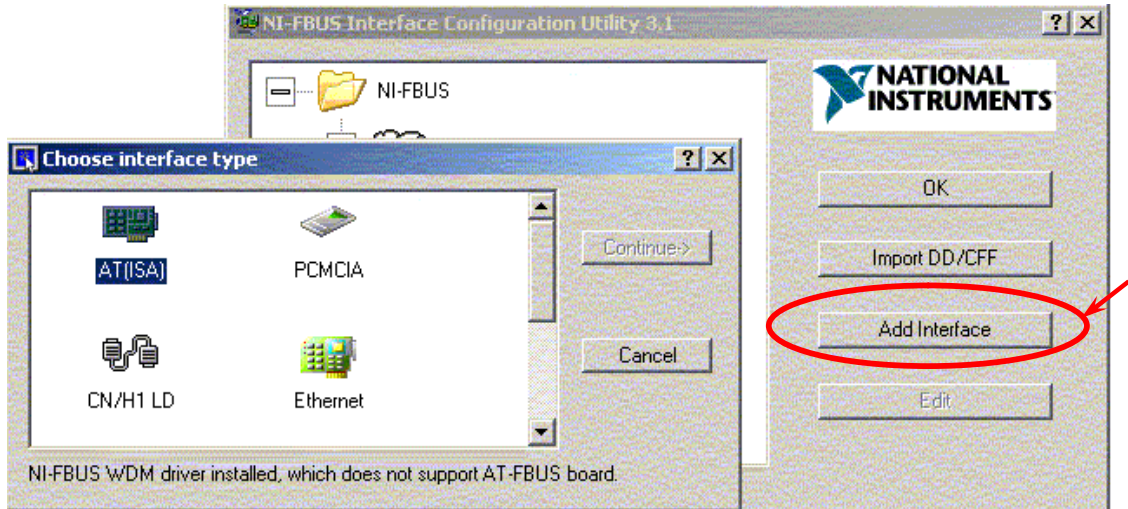 NI-FBUS Interface Configuration Utility 3.1
NI-FBUS
NATIONAL
INSTRUMENTS
Choose interface type
OK
AT(ISA)
PCMCIA
Continue->
Import DD/CFF
Add Interface
CN/H1 LD
Ethernet
Cancel
Edit
NI-FBUS WDM driver installed, which does not support AT-FBUS board.